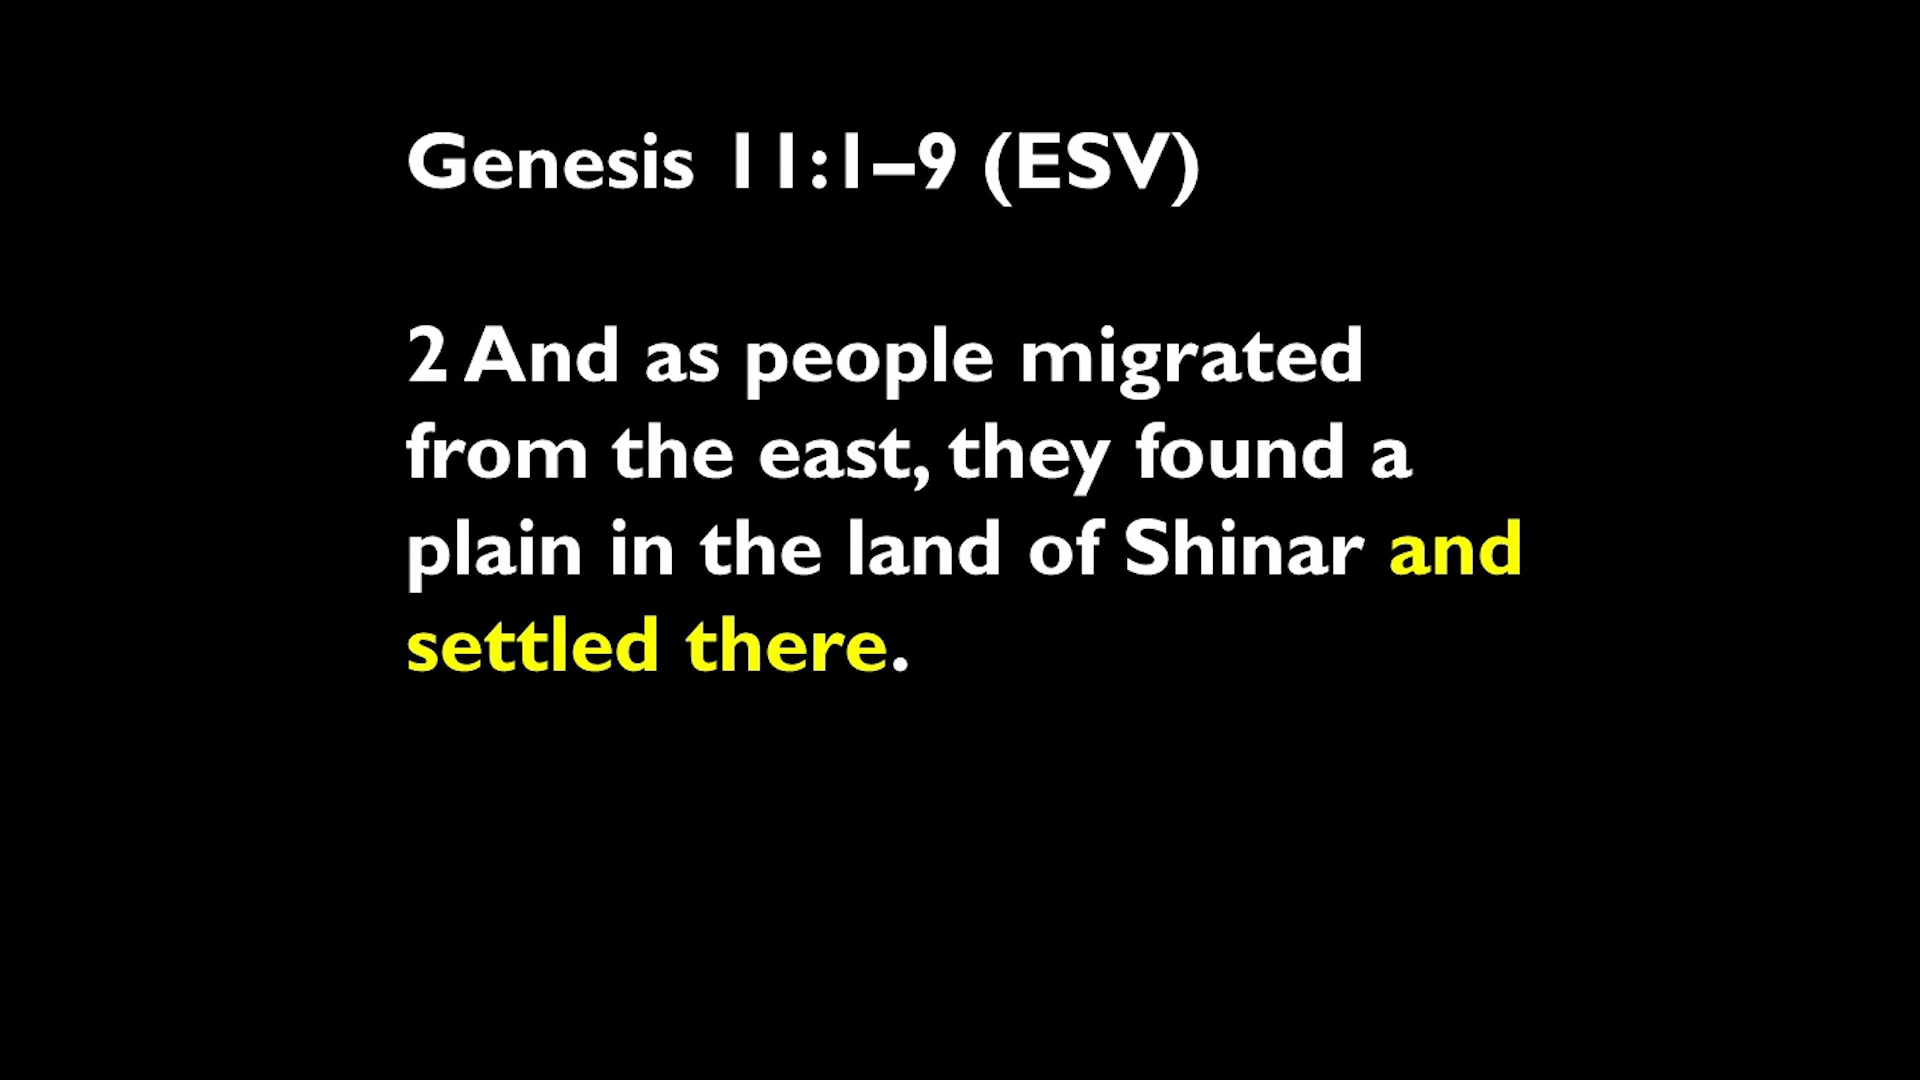 Genesis 11:1–9 (ESV)
2 And as people migrated
from the east, they found a
plain in the land of Shinar and
settled there.